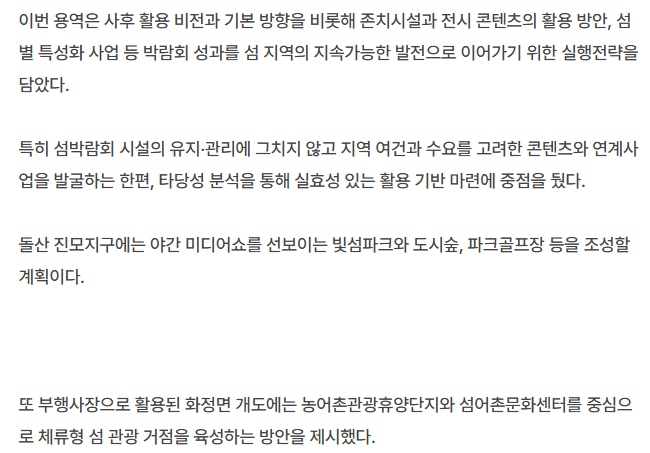 이번 용역은 사후 활용 비전과 기본 방향을 비롯해 존치시설과 전시 콘텐츠의 활용 방안, 섬
별 특성화 사업 등 박람회 성과를 섬 지역의 지속가능한 발전으로 이어가기 위한 실행전략을
담았다.
특히 섬박람회 시설의 유지·관리에 그치지 않고 지역 여건과 수요를 고려한 콘텐츠와 연계사
업을 발굴하는 한편, 타당성 분석을 통해 실효성 있는 활용 기반 마련에 중점을 뒀다.
돌산 진모지구에는 야간 미디어쇼를 선보이는 빛섬파크와 도시숲, 파크골프장 등을 조성할
계획이다.
또 부행사장으로 활용된 화정면 개도에는 농어촌관광휴양단지와 섬어촌문화센터를 중심으
로 체류형 섬 관광 거점을 육성하는 방안을 제시했다.